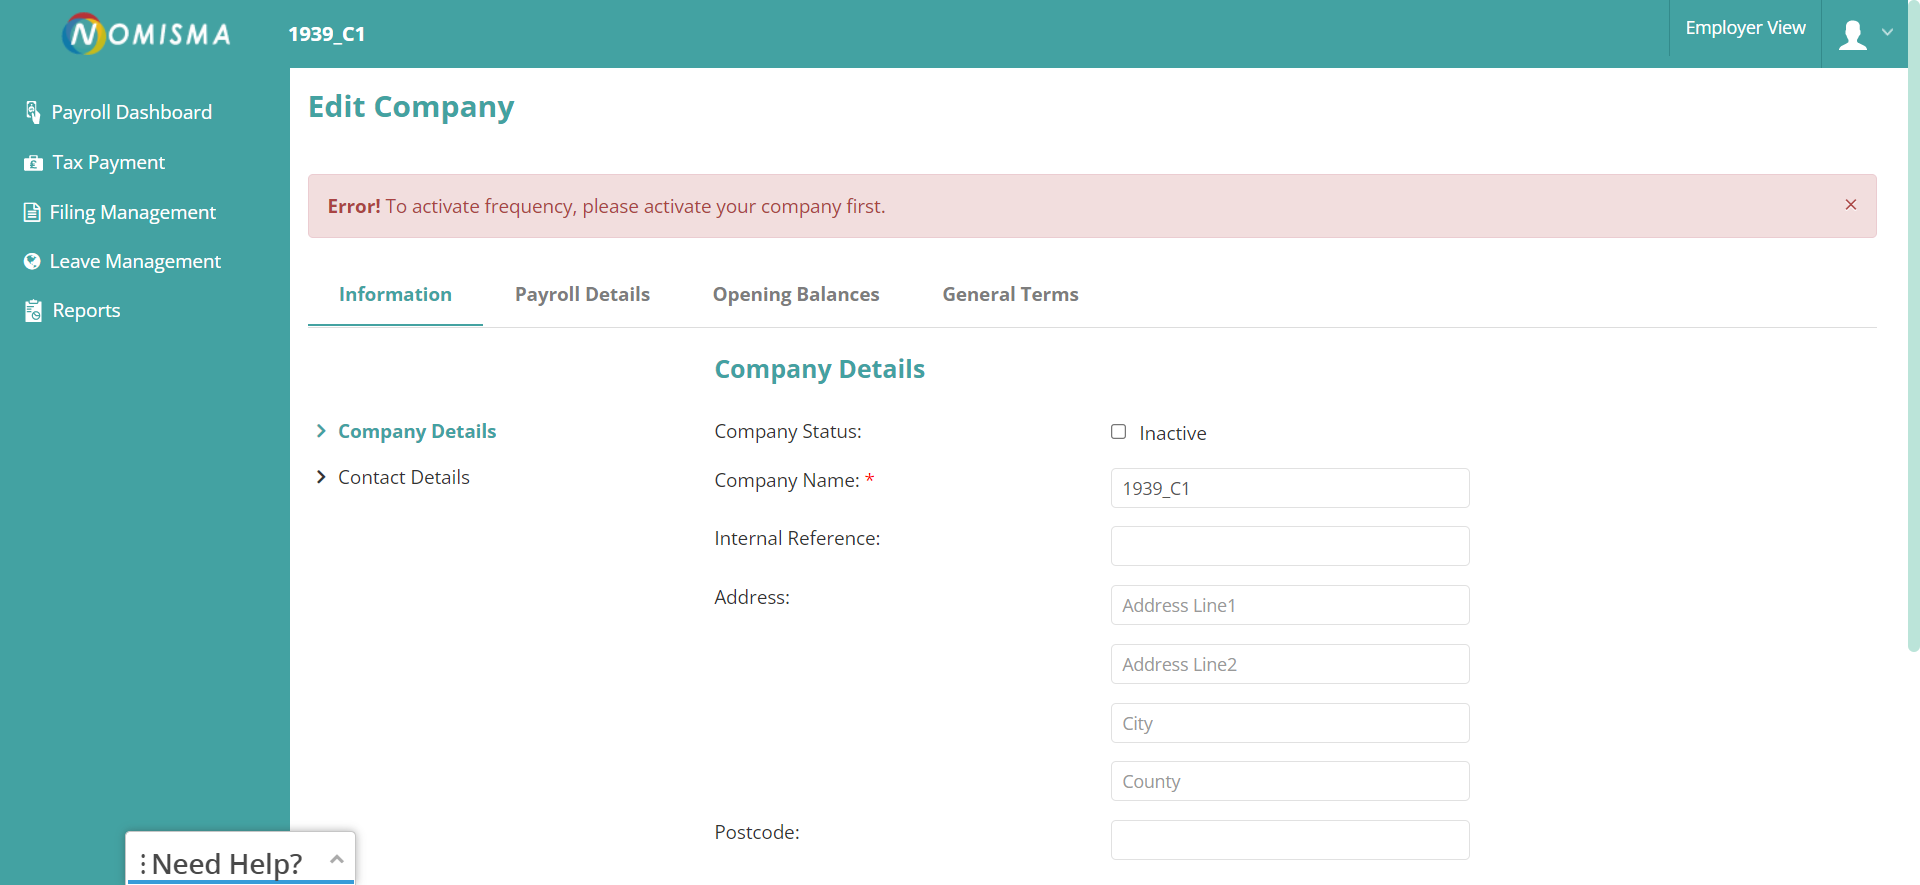 NOMISMA
1939_C1
Employer View
Payroll Dashboard
Tax Payment
Filing Management
Leave Management
Reports
Edit Company
Error! To activate frequency, please activate your company first.
×
Information Payroll Details Opening Balances General Terms
Company Details
Company Details
Contact Details
Company Status: Inactive
Company Name: * 1939_C1
Internal Reference:
Address: Address Line1
Address Line2
City
County
Postcode:
Need Help?